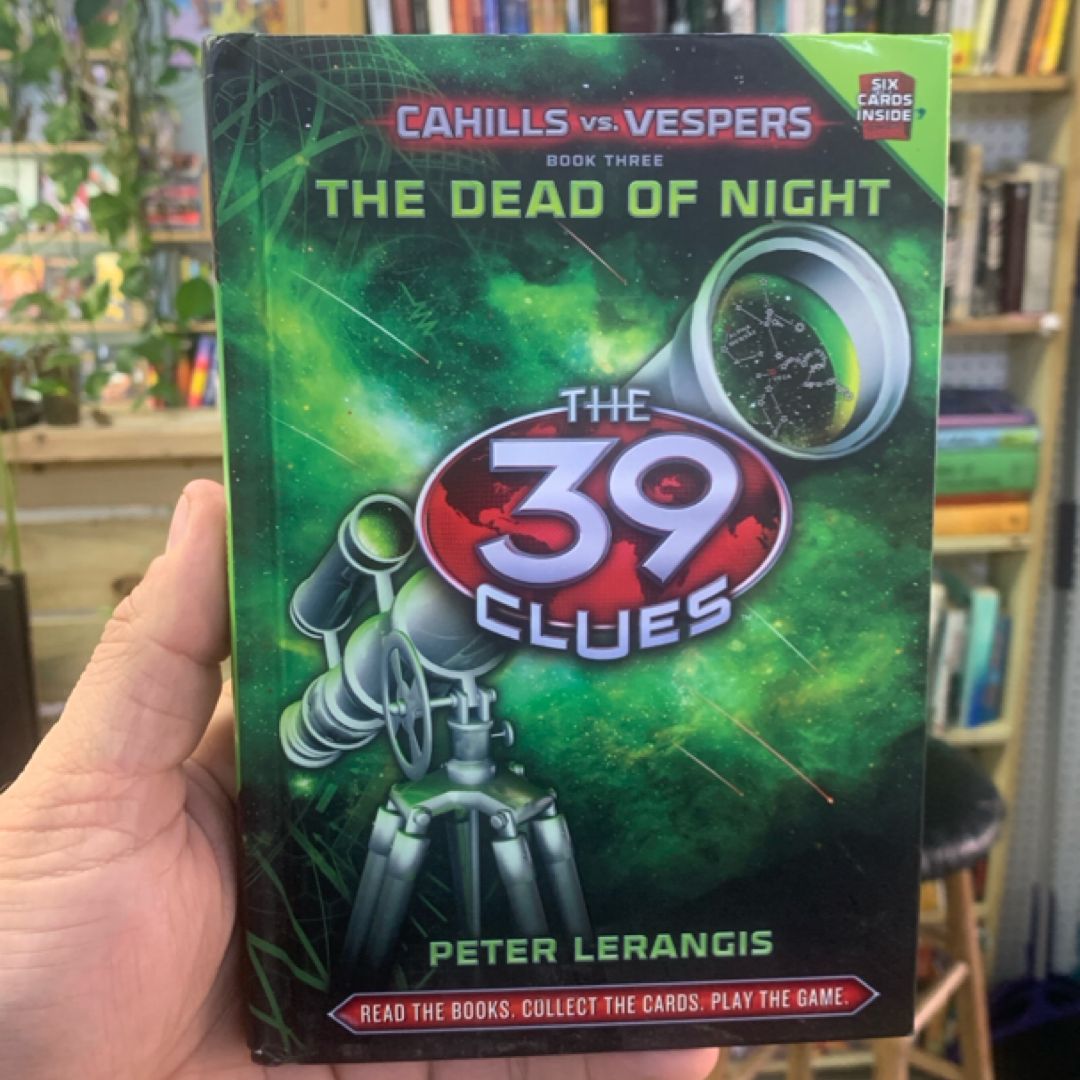 SIX
CARDS
INSIDE
CAHILLS vs. VESPERS
BOOK THREE
THE DEAD OF NIGHT
THE
39
CLUES
PETER LERANGIS
READ THE BOOKS. COLLECT THE CARDS. PLAY THE GAME.